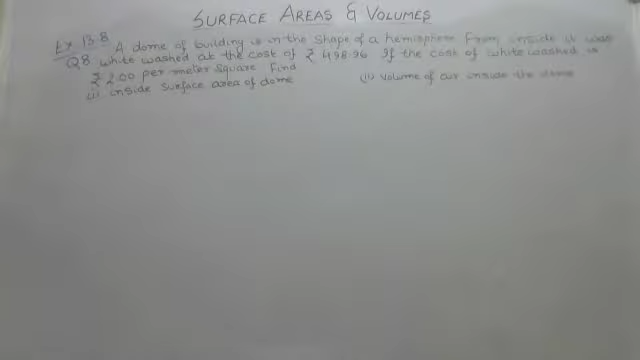 SURFACE AREAS & VOLUMES
Ex 13.8
Q8 A dome of building is in the shape of a hemisphere From inside it was
white washed at the cost of ₹ 498.96 If the cost of white washed is
₹ 2.00 per meter square Find
(i) inside surface area of dome (ii) volume of air inside the dome